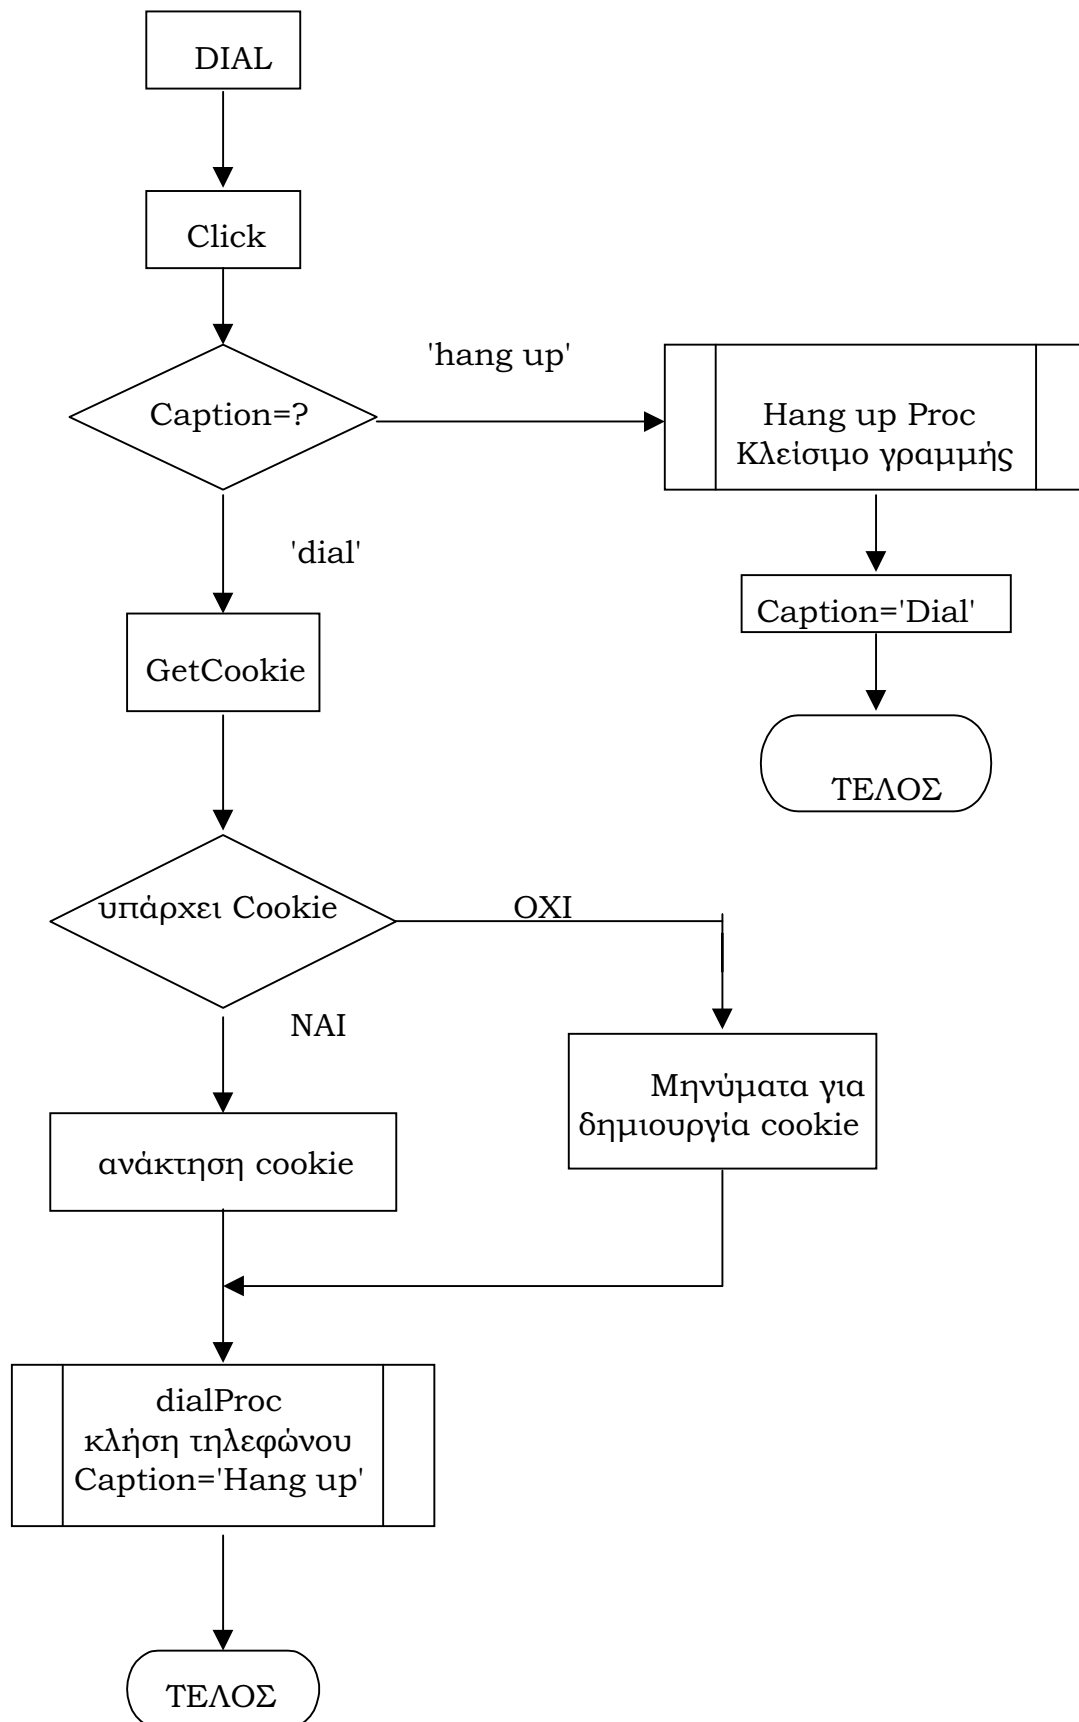 DIAL
Click
'hang up'
Caption=?
Hang up Proc
Κλείσιμο γραμμής
'dial'
Caption='Dial'
GetCookie
ΤΕΛΟΣ
υπάρχει Cookie
ΟΧΙ
ΝΑΙ
Μηνύματα για
δημιουργία cookie
ανάκτηση cookie
dialProc
κλήση τηλεφώνου
Caption='Hang up'
ΤΕΛΟΣ